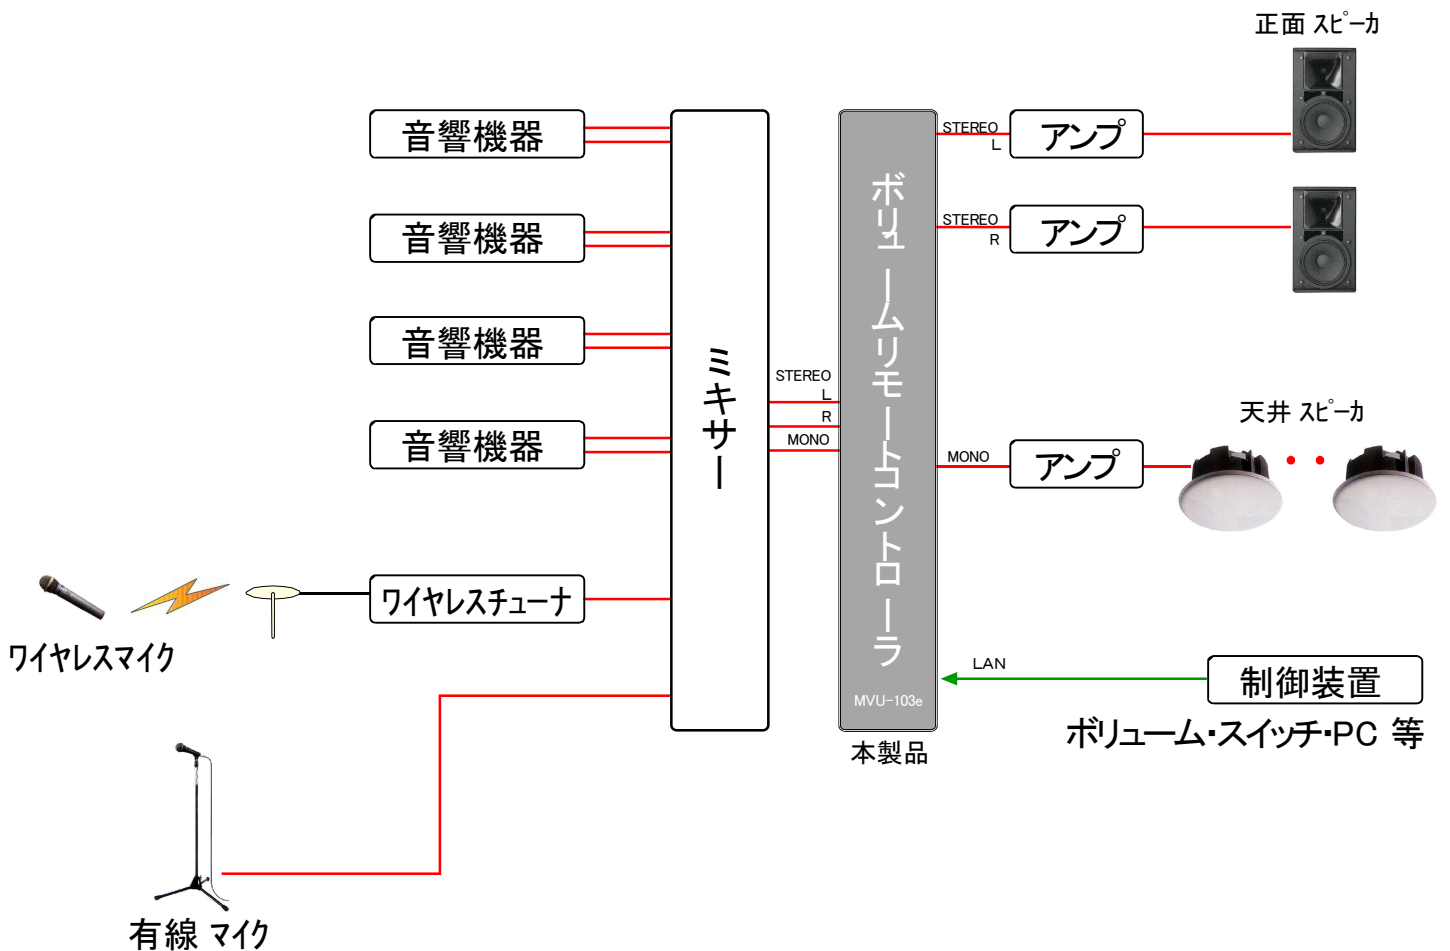 正面 スピーカ
音響機器
STEREO
L
アンプ
音響機器
STEREO
R
アンプ
音響機器
音響機器
ミキサー
STEREO
L
R
MONO
ボリュームリモートコントローラ
MVU-103e
本製品
MONO
アンプ
天井 スピーカ
ワイヤレスチューナ
ワイヤレスマイク
LAN
制御装置
ボリューム・スイッチ・PC 等
有線 マイク